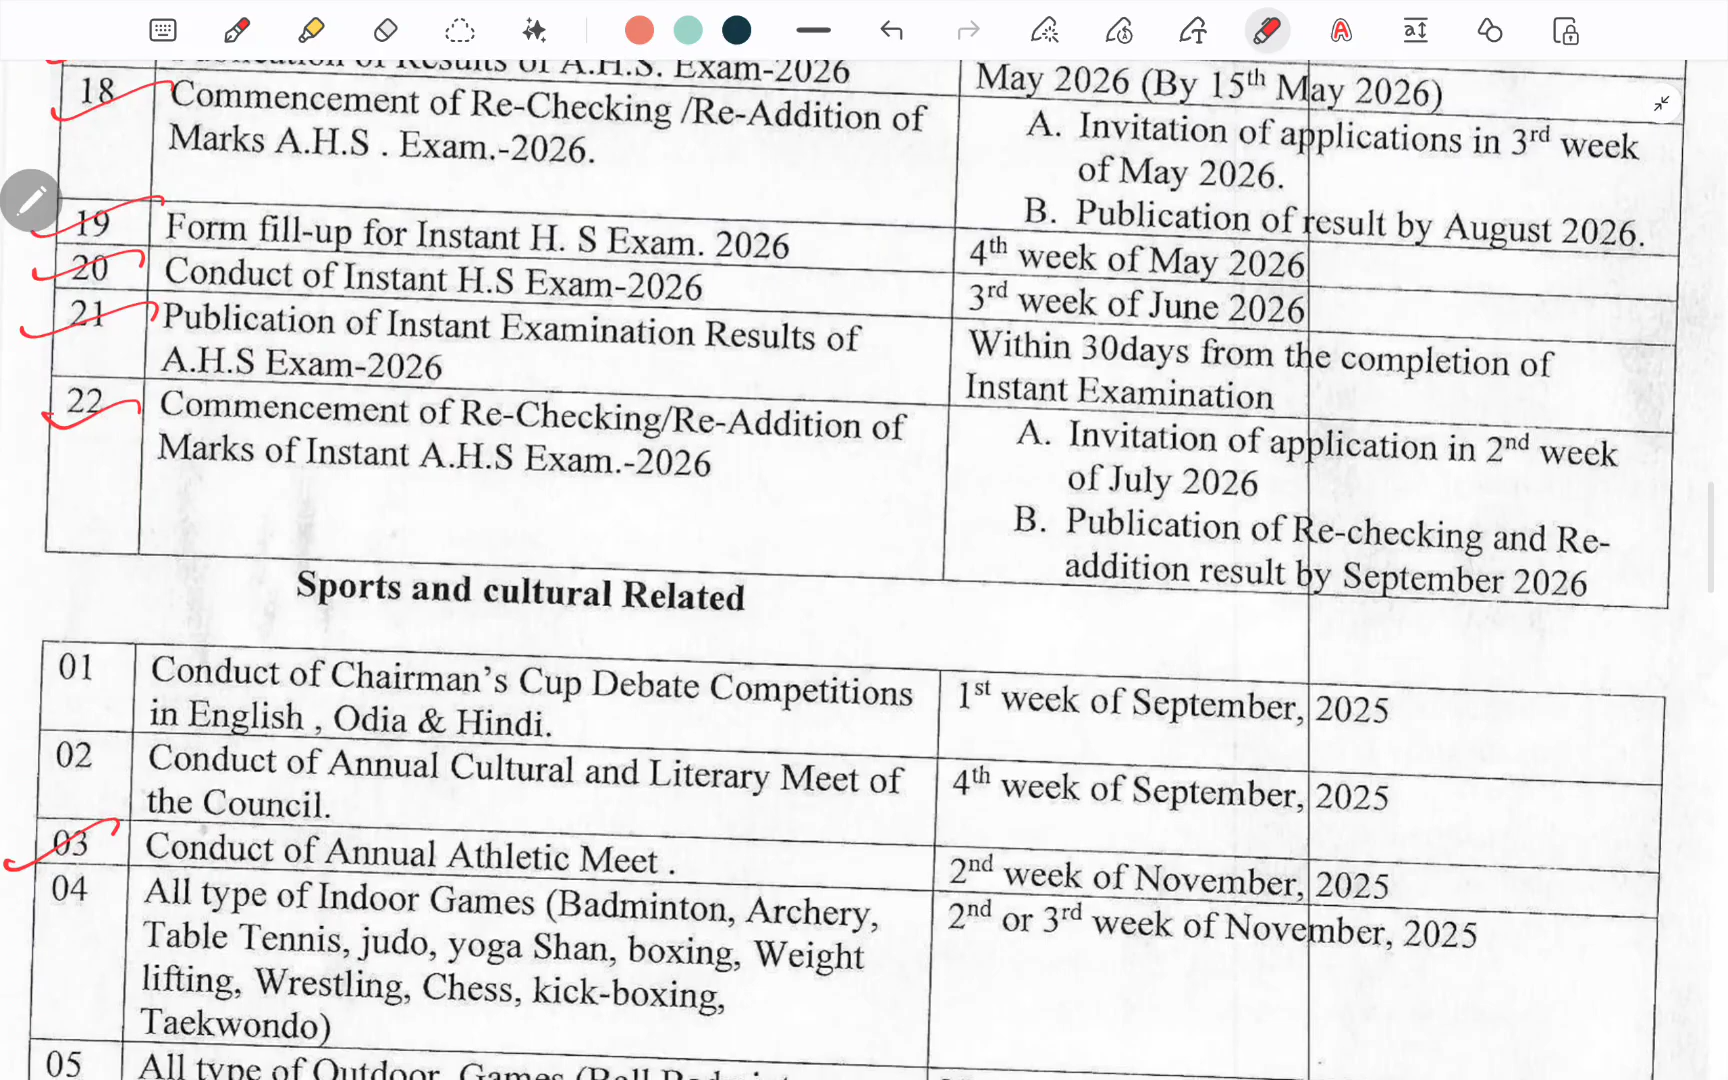 Publication of Results of A.H.S. Exam-2026
May 2026 (By 15th May 2026)
18
Commencement of Re-Checking /Re-Addition of
Marks A.H.S . Exam.-2026.
A. Invitation of applications in 3rd week
of May 2026.
B. Publication of result by August 2026.
19
Form fill-up for Instant H. S Exam. 2026
4th week of May 2026
20
Conduct of Instant H.S Exam-2026
3rd week of June 2026
21
Publication of Instant Examination Results of
A.H.S Exam-2026
Within 30days from the completion of
Instant Examination
22
Commencement of Re-Checking/Re-Addition of
Marks of Instant A.H.S Exam.-2026
A. Invitation of application in 2nd week
of July 2026
B. Publication of Re-checking and Re-
addition result by September 2026
Sports and cultural Related
01
Conduct of Chairman’s Cup Debate Competitions
in English , Odia & Hindi.
1st week of September, 2025
02
Conduct of Annual Cultural and Literary Meet of
the Council.
4th week of September, 2025
03
Conduct of Annual Athletic Meet .
2nd week of November, 2025
04
All type of Indoor Games (Badminton, Archery,
Table Tennis, judo, yoga Shan, boxing, Weight
lifting, Wrestling, Chess, kick-boxing,
Taekwondo)
2nd or 3rd week of November, 2025
05
All type of Outdoor Games (Ball Badmint